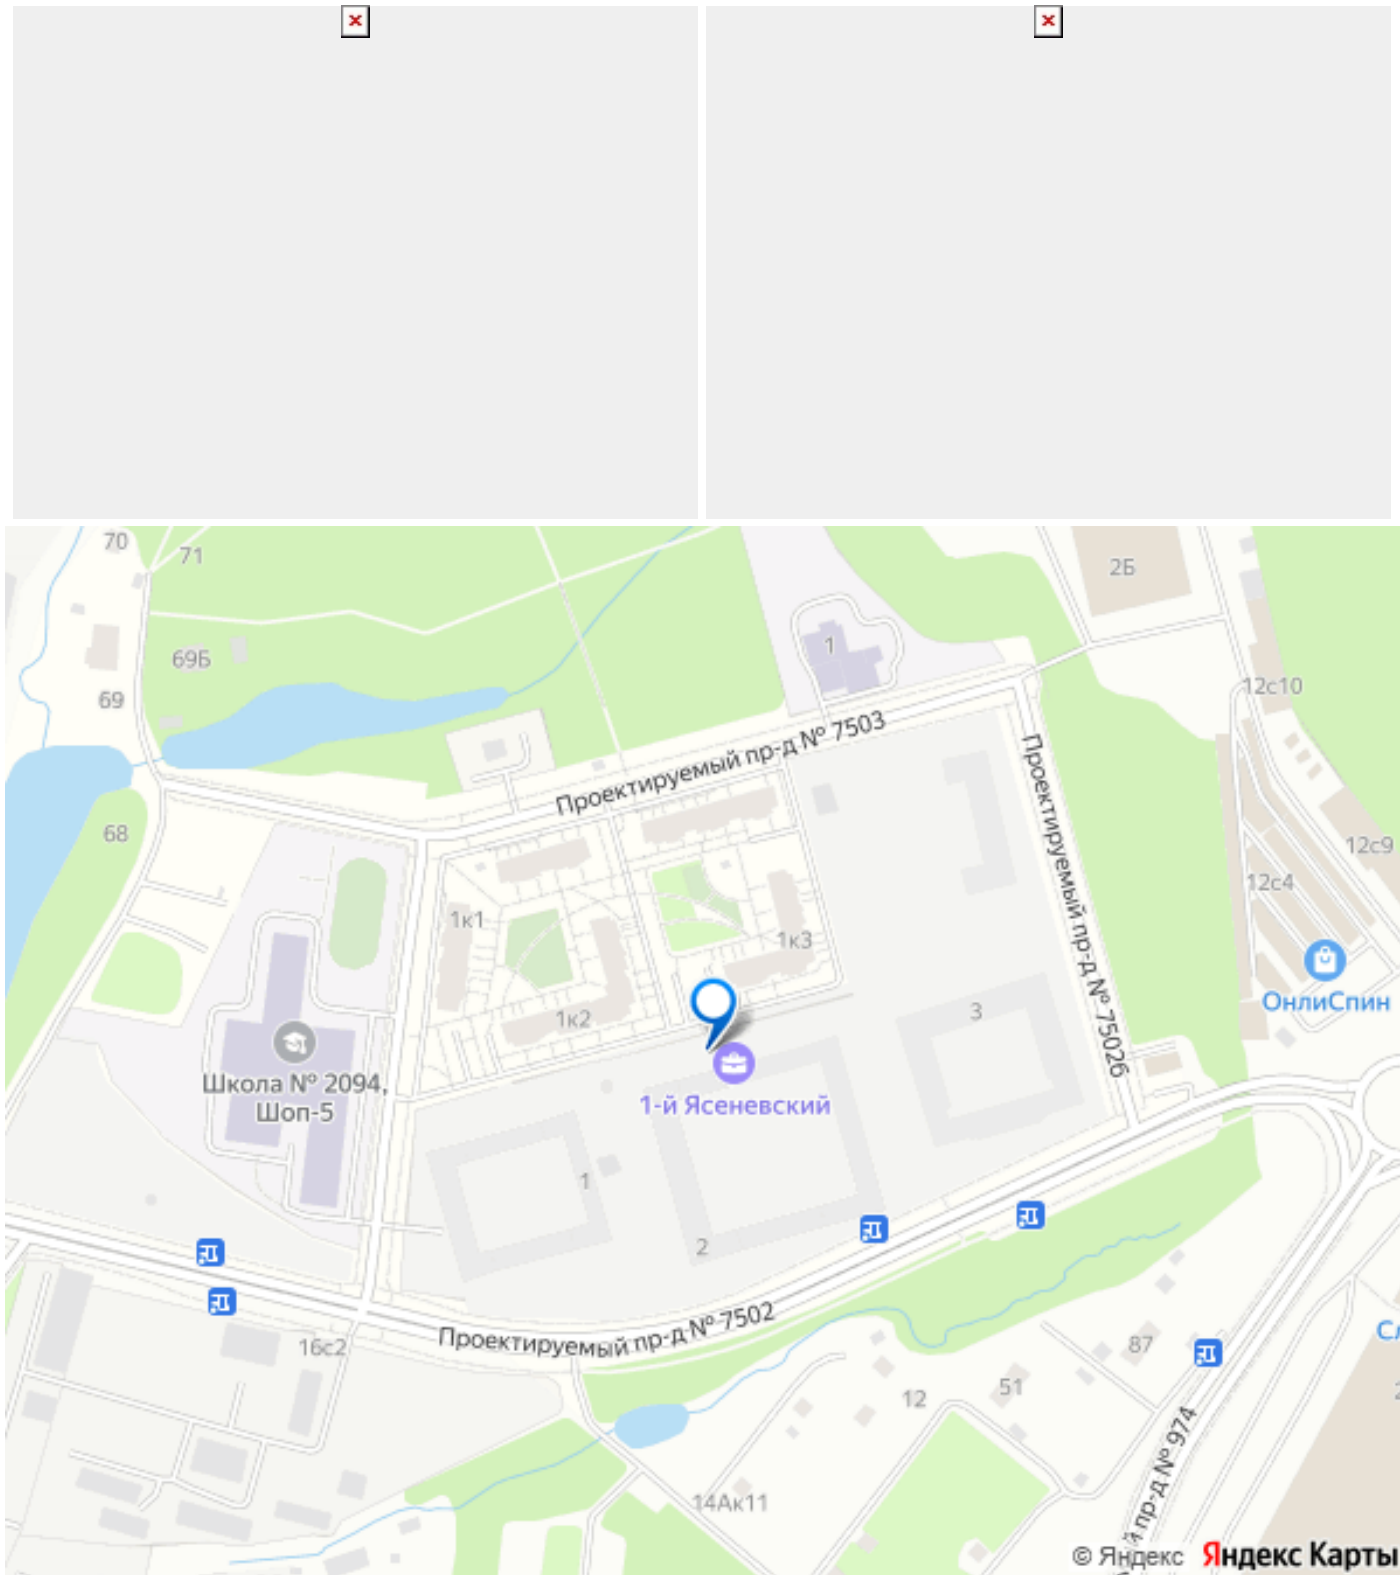 70
71
2Б
69Б
1
69
12с10
Проектируемый пр-д № 7503
Проектируемый пр-д № 7502б
68
12с9
12с4
1к1
1к3
ОнлиСпин
1к2
3
Школа № 2094,
Шоп-5
1-й Ясеневский
1
2
Проектируемый пр-д № 7502
16с2
87
51
12
й пр-д № 974
14Ак11
© Яндекс Яндекс Карты